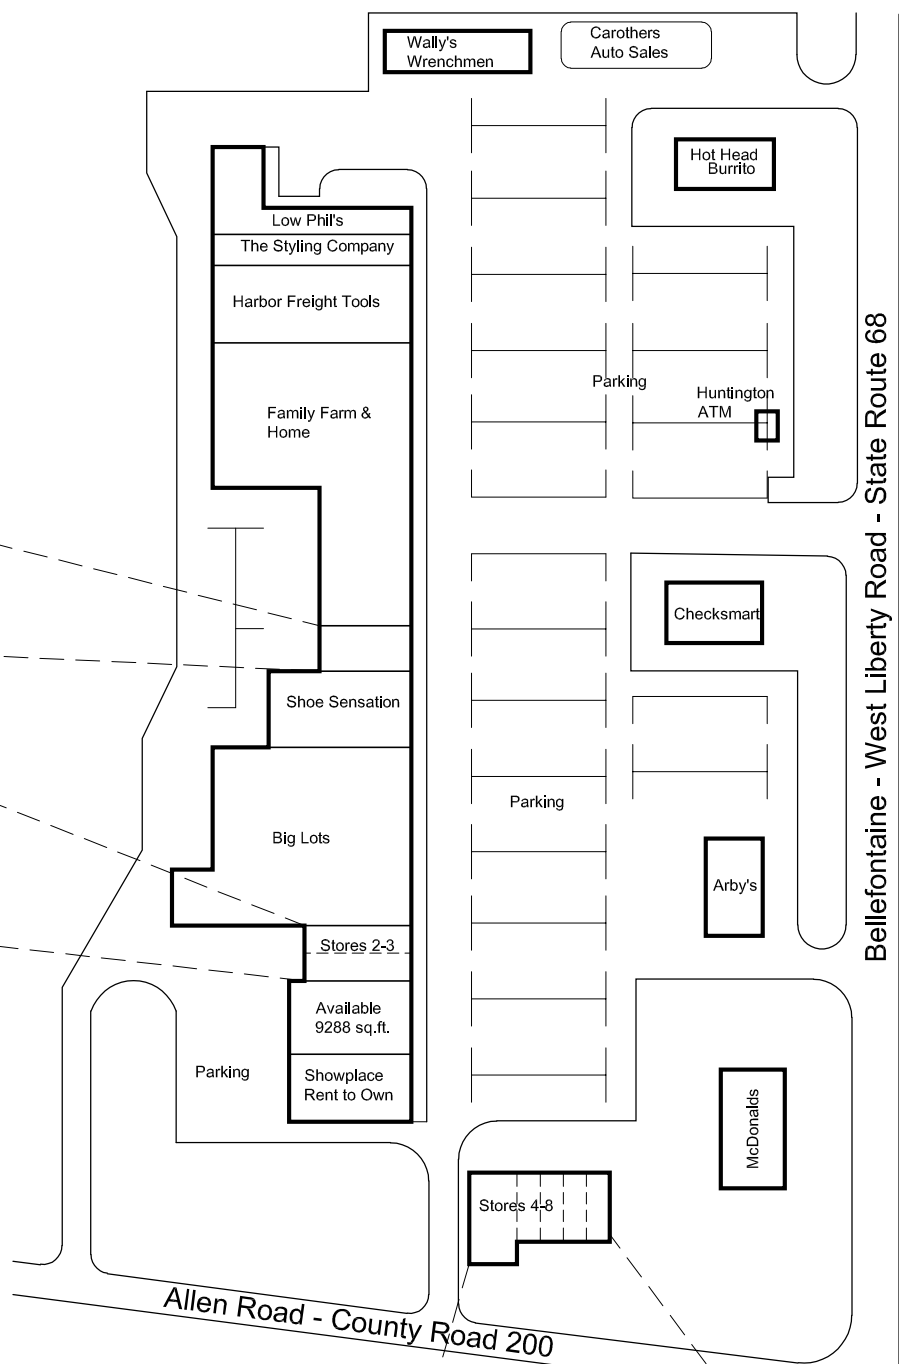 Wally's
Wrenchmen
Carothers
Auto Sales
Hot Head
Burrito
Low Phil's
The Styling Company
Harbor Freight Tools
Parking
Huntington
ATM
Family Farm &
Home
Bellefontaine - West Liberty Road - State Route 68
Checksmart
Shoe Sensation
Parking
Big Lots
Arby's
Stores 2-3
Available
9288 sq.ft.
Parking
Showplace
Rent to Own
McDonalds
Stores 4-8
Allen Road - County Road 200